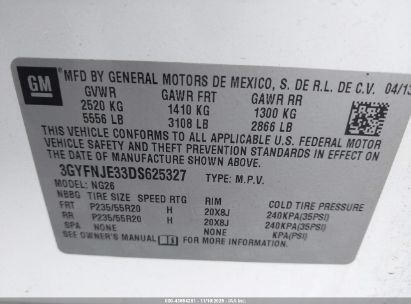 GM
MFD BY GENERAL MOTORS DE MEXICO, S. DE R.L. DE C.V. 04/13
GVWR GAWR FRT GAWR RR
2520 KG 1410 KG 1300 KG
5556 LB 3108 LB 2866 LB
THIS VEHICLE CONFORMS TO ALL APPLICABLE U.S. FEDERAL MOTOR
VEHICLE SAFETY AND THEFT PREVENTION STANDARDS IN EFFECT ON
THE DATE OF MANUFACTURE SHOWN ABOVE.
3GYFNJE33DS625327 TYPE: M.P.V.
MODEL: NG26
NBBG TIRE SIZE SPEED RTG RIM COLD TIRE PRESSURE
FRT P235/55R20 H 20X8J 240KPA(35PSI)
RR P235/55R20 H 20X8J 240KPA(35PSI)
SEE OWNER'S MANUAL FOR MORE INFORMATION. KPA(PSI)